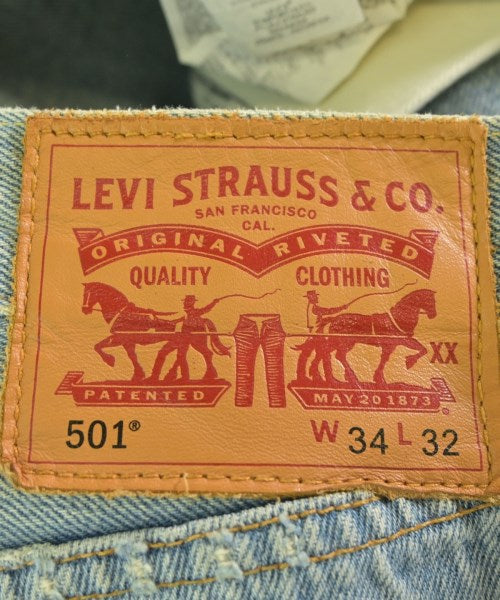 LEVI STRAUSS & CO.
SAN FRANCISCO
CAL.
ORIGINAL RIVETED
QUALITY CLOTHING
XX
PATENTED MAY 20 1873
501® W 34 L 32